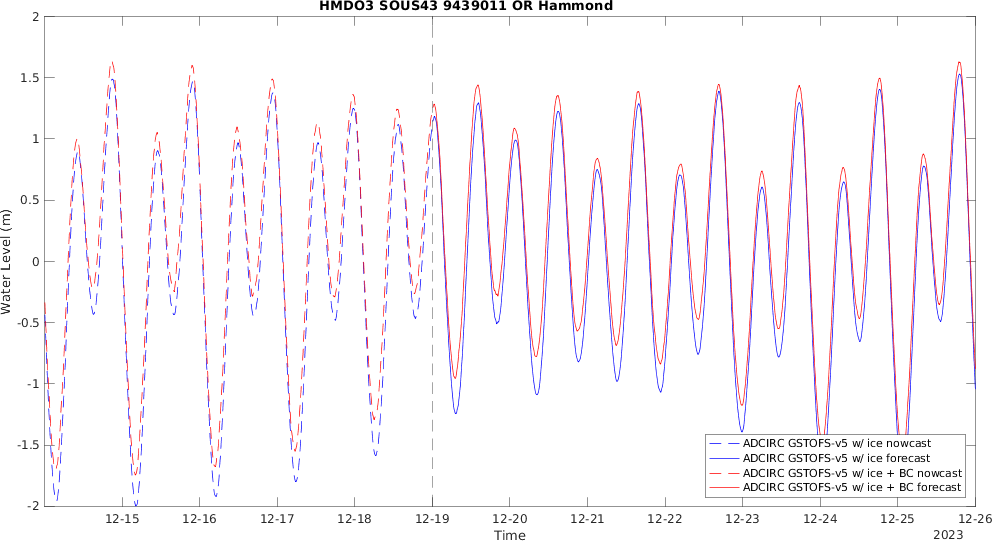 HMDO3 SOUS43 9439011 OR Hammond
2
1.5
1
0.5
0
-0.5
-1
-1.5
-2
Water Level (m)
ADCIRC GSTOFS-v5 w/ ice nowcast
ADCIRC GSTOFS-v5 w/ ice forecast
ADCIRC GSTOFS-v5 w/ ice + BC nowcast
ADCIRC GSTOFS-v5 w/ ice + BC forecast
12-15 12-16 12-17 12-18 12-19 12-20 12-21 12-22 12-23 12-24 12-25 12-26
Time
2023